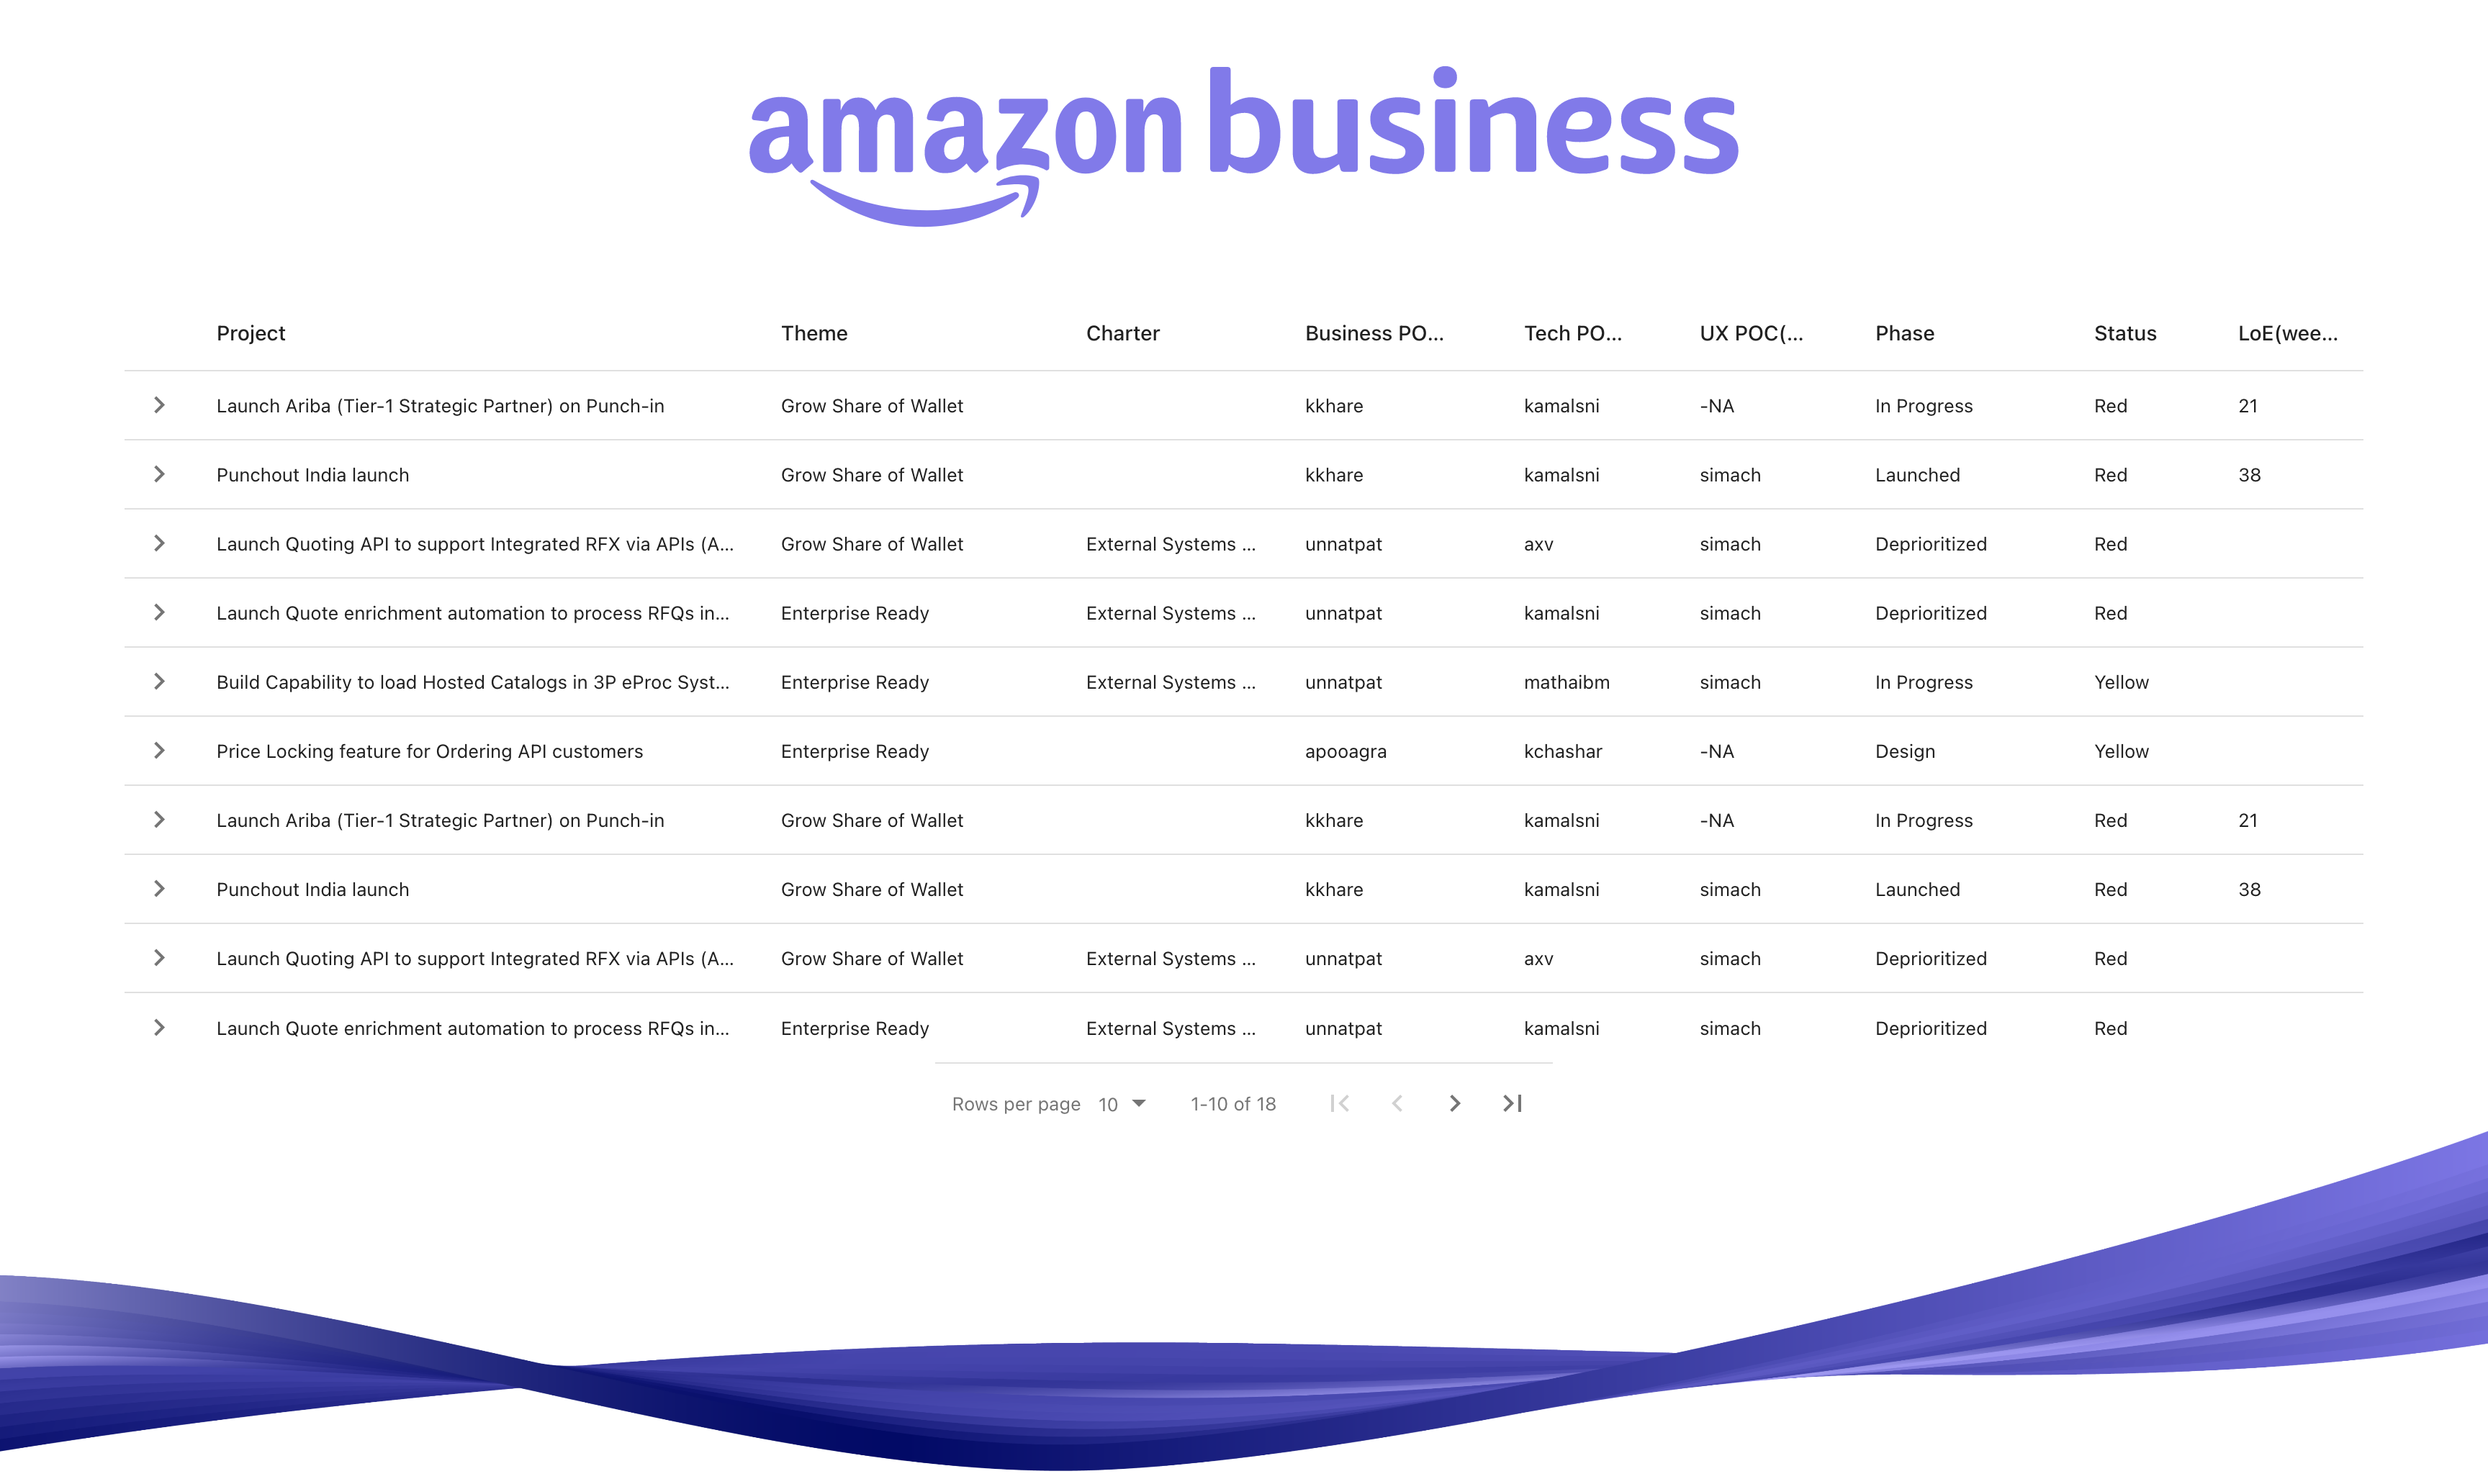 amazon business
Project Theme Charter Business PO... Tech PO... UX POC(... Phase Status LoE(wee...
Launch Ariba (Tier-1 Strategic Partner) on Punch-in Grow Share of Wallet kkhare kamalsni -NA In Progress Red 21
Punchout India launch Grow Share of Wallet kkhare kamalsni simach Launched Red 38
Launch Quoting API to support Integrated RFX via APIs (A... Grow Share of Wallet External Systems ... unnatpat axv simach Deprioritized Red
Launch Quote enrichment automation to process RFQs in... Enterprise Ready External Systems ... unnatpat kamalsni simach Deprioritized Red
Build Capability to load Hosted Catalogs in 3P eProc Syst... Enterprise Ready External Systems ... unnatpat mathaibm simach In Progress Yellow
Price Locking feature for Ordering API customers Enterprise Ready apooagra kchashar -NA Design Yellow
Launch Ariba (Tier-1 Strategic Partner) on Punch-in Grow Share of Wallet kkhare kamalsni -NA In Progress Red 21
Punchout India launch Grow Share of Wallet kkhare kamalsni simach Launched Red 38
Launch Quoting API to support Integrated RFX via APIs (A... Grow Share of Wallet External Systems ... unnatpat axv simach Deprioritized Red
Launch Quote enrichment automation to process RFQs in... Enterprise Ready External Systems ... unnatpat kamalsni simach Deprioritized Red
Rows per page 10 1-10 of 18